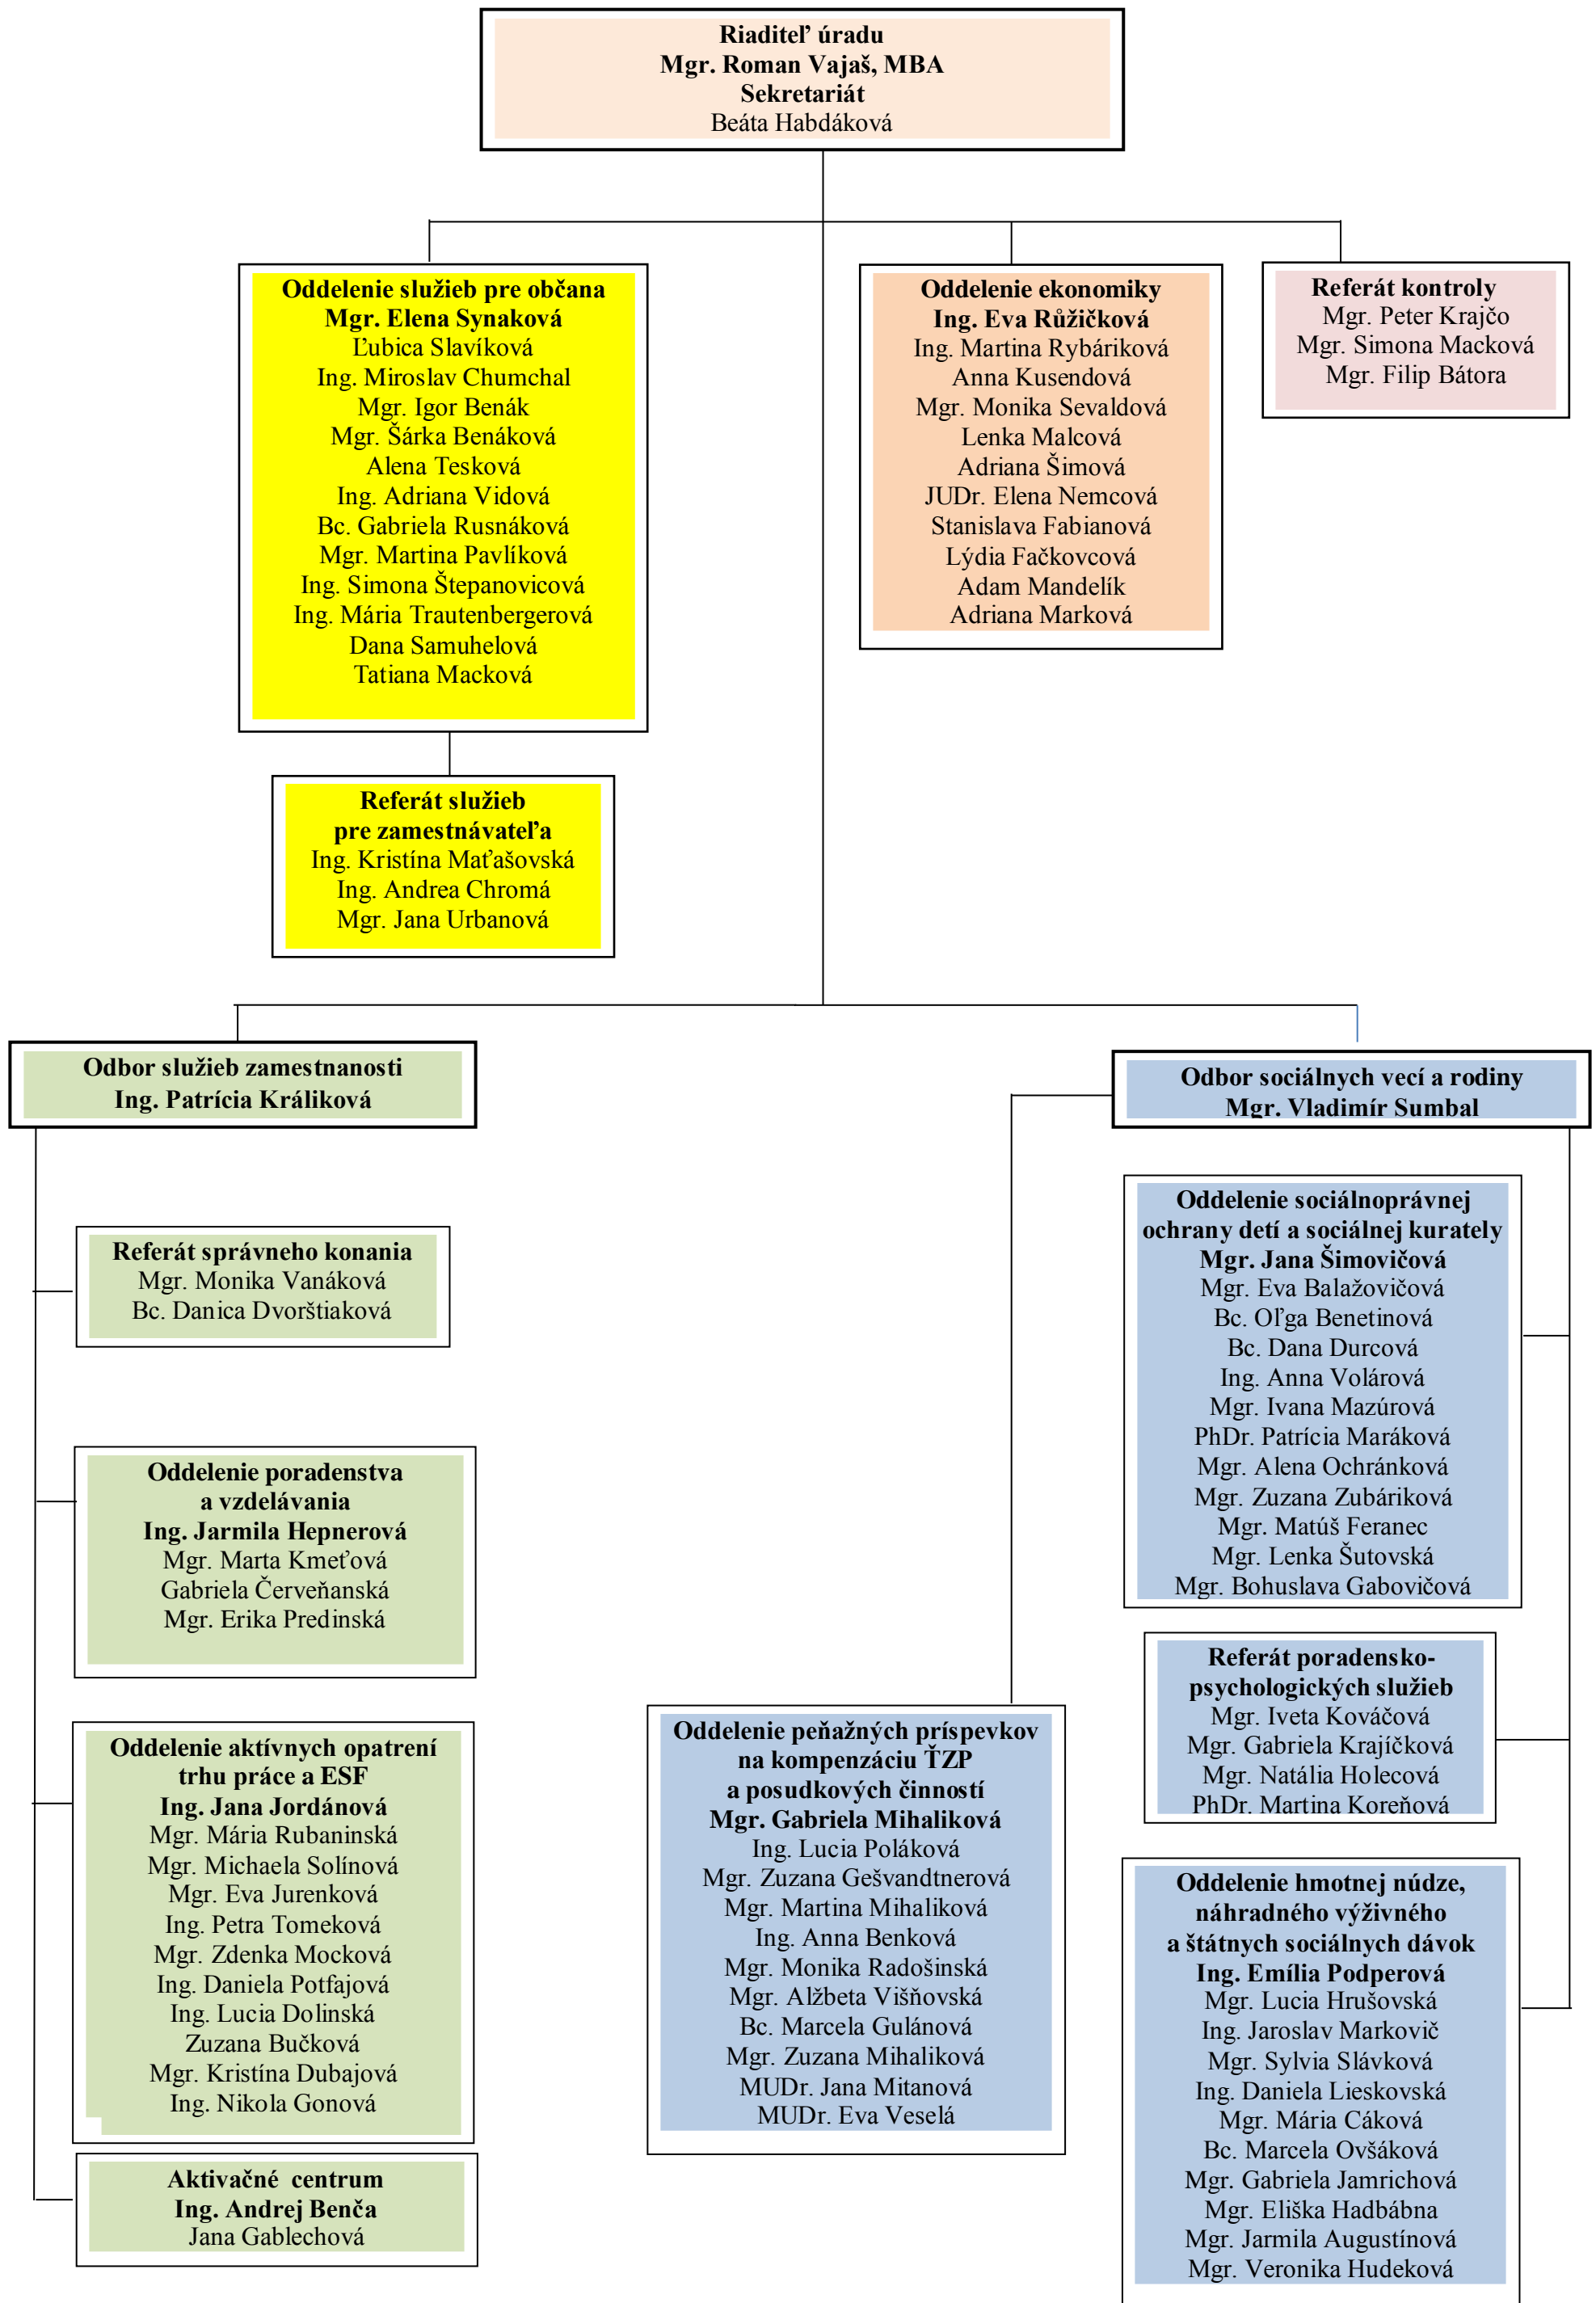 Riaditeľ úradu
Mgr. Roman Vajaš, MBA
Sekretariát
Beáta Habdáková
Oddelenie služieb pre občana
Mgr. Elena Synaková
Ľubica Slavíková
Ing. Miroslav Chumchal
Mgr. Igor Benák
Mgr. Šárka Benáková
Alena Tesková
Ing. Adriana Vidová
Bc. Gabriela Rusnáková
Mgr. Martina Pavlíková
Ing. Simona Štepanovicová
Ing. Mária Trautenbergerová
Dana Samuhelová
Tatiana Macková
Oddelenie ekonomiky
Ing. Eva Růžičková
Ing. Martina Rybáriková
Anna Kusendová
Mgr. Monika Sevaldová
Lenka Malcová
Adriana Šimová
JUDr. Elena Nemcová
Stanislava Fabianová
Lýdia Fačkovcová
Adam Mandelík
Adriana Marková
Referát kontroly
Mgr. Peter Krajčo
Mgr. Simona Macková
Mgr. Filip Bátora
Referát služieb
pre zamestnávateľa
Ing. Kristína Maťašovská
Ing. Andrea Chromá
Mgr. Jana Urbanová
Odbor služieb zamestnanosti
Ing. Patrícia Králiková
Referát správneho konania
Mgr. Monika Vanáková
Bc. Danica Dvorštiaková
Oddelenie poradenstva
a vzdelávania
Ing. Jarmila Hepnerová
Mgr. Marta Kmeťová
Gabriela Červeňanská
Mgr. Erika Predinská
Oddelenie aktívnych opatrení
trhu práce a ESF
Ing. Jana Jordánová
Mgr. Mária Rubaninská
Mgr. Michaela Solínová
Mgr. Eva Jurenková
Ing. Petra Tomeková
Mgr. Zdenka Mocková
Ing. Daniela Potfajová
Ing. Lucia Dolinská
Zuzana Bučková
Mgr. Kristína Dubajová
Ing. Nikola Gonová
Aktivačné centrum
Ing. Andrej Benča
Jana Gablechová
Odbor sociálnych vecí a rodiny
Mgr. Vladimír Sumbal
Oddelenie sociálnoprávnej
ochrany detí a sociálnej kurately
Mgr. Jana Šimovičová
Mgr. Eva Balažovičová
Bc. Oľga Benetinová
Bc. Dana Durcová
Ing. Anna Volárová
Mgr. Ivana Mazúrová
PhDr. Patrícia Maráková
Mgr. Alena Ochránková
Mgr. Zuzana Zubáriková
Mgr. Matúš Feranec
Mgr. Lenka Šutovská
Mgr. Bohuslava Gabovičová
Referát poradensko-
psychologických služieb
Mgr. Iveta Kováčová
Mgr. Gabriela Krajíčková
Mgr. Natália Holecová
PhDr. Martina Koreňová
Oddelenie peňažných príspevkov
na kompenzáciu ŤZP
a posudkových činností
Mgr. Gabriela Mihaliková
Ing. Lucia Poláková
Mgr. Zuzana Gešvandtnerová
Mgr. Martina Mihaliková
Ing. Anna Benková
Mgr. Monika Radošinská
Mgr. Alžbeta Višňovská
Bc. Marcela Gulánová
Mgr. Zuzana Mihaliková
MUDr. Jana Mitanová
MUDr. Eva Veselá
Oddelenie hmotnej núdze,
náhradného výživného
a štátnych sociálnych dávok
Ing. Emília Podperová
Mgr. Lucia Hrušovská
Ing. Jaroslav Markovič
Mgr. Sylvia Slávková
Ing. Daniela Lieskovská
Mgr. Mária Cáková
Bc. Marcela Ovšáková
Mgr. Gabriela Jamrichová
Mgr. Eliška Hadbábna
Mgr. Jarmila Augustínová
Mgr. Veronika Hudeková